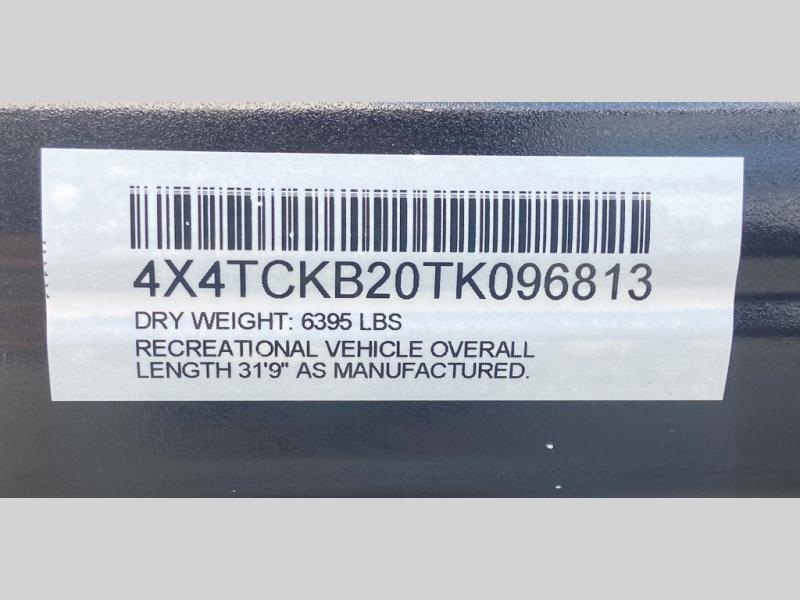 4X4TCKB20TK096813
DRY WEIGHT: 6395 LBS
RECREATIONAL VEHICLE OVERALL
LENGTH 31'9" AS MANUFACTURED.